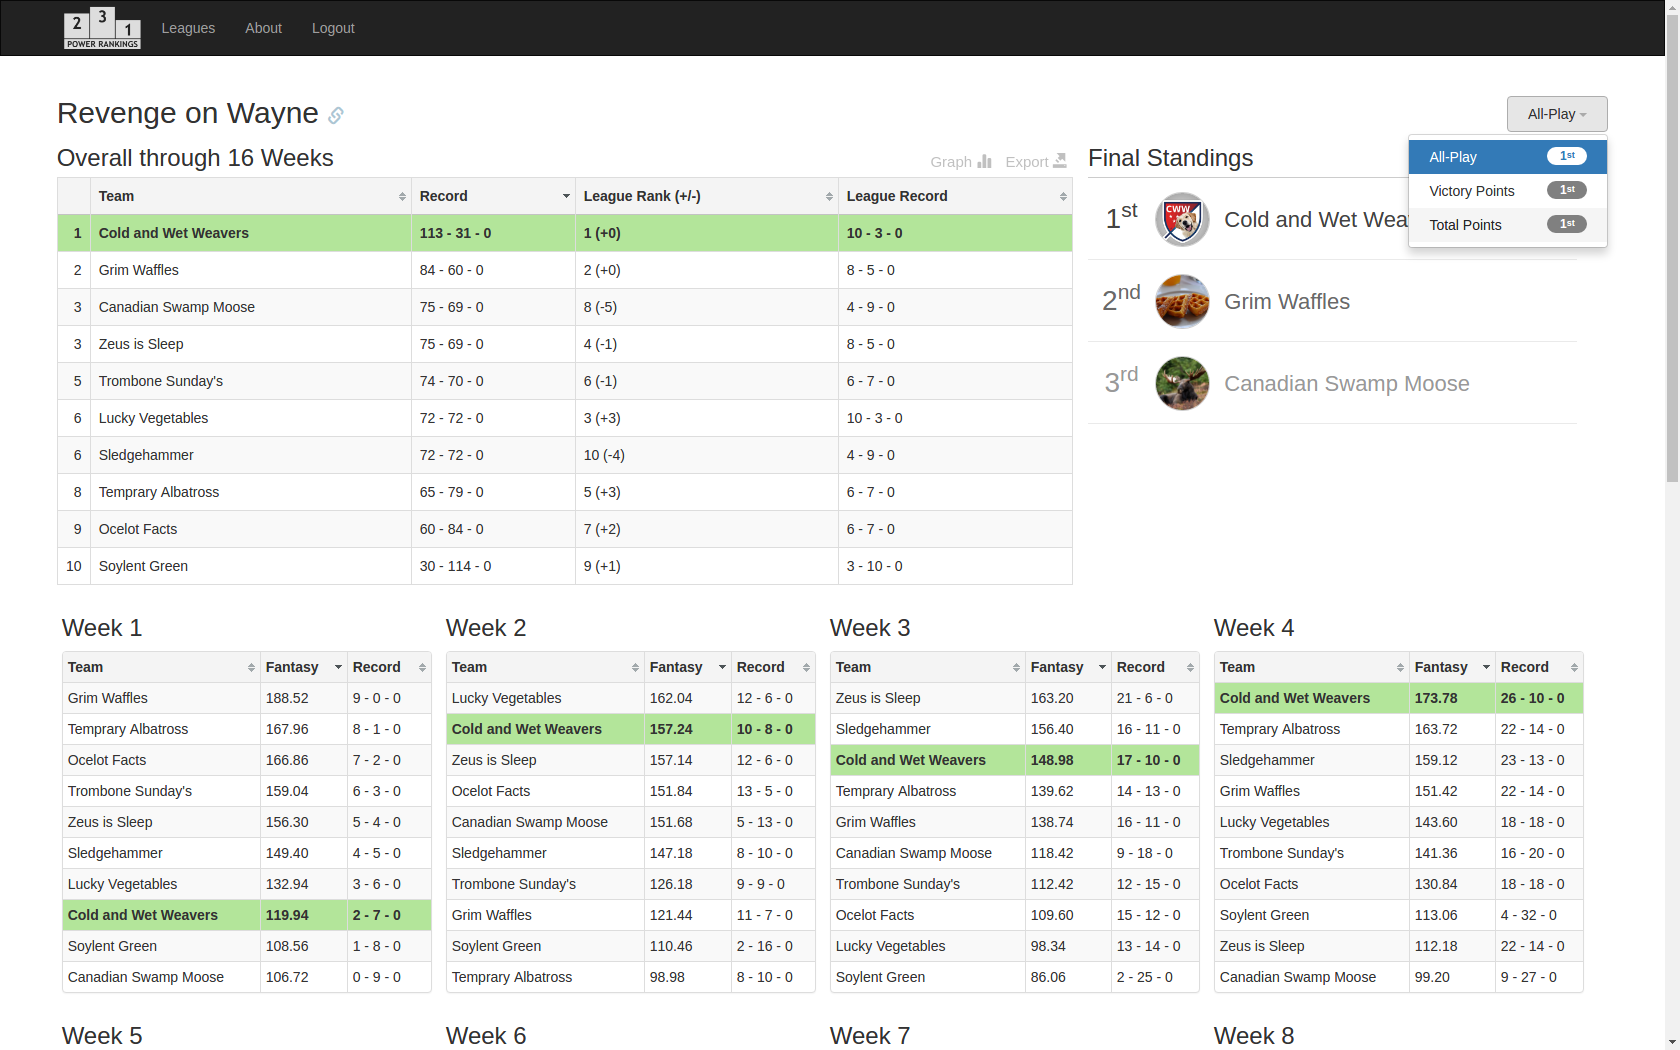 2 3 1
POWER RANKINGS
Leagues About Logout
Revenge on Wayne
All-Play
Overall through 16 Weeks
Graph Export
Final Standings
All-Play 1st
Victory Points 1st
Total Points 1st
Team Record League Rank (+/-) League Record
1 Cold and Wet Weavers 113 - 31 - 0 1 (+0) 10 - 3 - 0
2 Grim Waffles 84 - 60 - 0 2 (+0) 8 - 5 - 0
3 Canadian Swamp Moose 75 - 69 - 0 8 (-5) 4 - 9 - 0
3 Zeus is Sleep 75 - 69 - 0 4 (-1) 8 - 5 - 0
5 Trombone Sunday's 74 - 70 - 0 6 (-1) 6 - 7 - 0
6 Lucky Vegetables 72 - 72 - 0 3 (+3) 10 - 3 - 0
6 Sledgehammer 72 - 72 - 0 10 (-4) 4 - 9 - 0
8 Temprary Albatross 65 - 79 - 0 5 (+3) 6 - 7 - 0
9 Ocelot Facts 60 - 84 - 0 7 (+2) 6 - 7 - 0
10 Soylent Green 30 - 114 - 0 9 (+1) 3 - 10 - 0
1st CWW Cold and Wet Wea
2nd Grim Waffles
3rd Canadian Swamp Moose
Week 1
Team Fantasy Record
Grim Waffles 188.52 9 - 0 - 0
Temprary Albatross 167.96 8 - 1 - 0
Ocelot Facts 166.86 7 - 2 - 0
Trombone Sunday's 159.04 6 - 3 - 0
Zeus is Sleep 156.30 5 - 4 - 0
Sledgehammer 149.40 4 - 5 - 0
Lucky Vegetables 132.94 3 - 6 - 0
Cold and Wet Weavers 119.94 2 - 7 - 0
Soylent Green 108.56 1 - 8 - 0
Canadian Swamp Moose 106.72 0 - 9 - 0
Week 2
Team Fantasy Record
Lucky Vegetables 162.04 12 - 6 - 0
Cold and Wet Weavers 157.24 10 - 8 - 0
Zeus is Sleep 157.14 12 - 6 - 0
Ocelot Facts 151.84 13 - 5 - 0
Canadian Swamp Moose 151.68 5 - 13 - 0
Sledgehammer 147.18 8 - 10 - 0
Trombone Sunday's 126.18 9 - 9 - 0
Grim Waffles 121.44 11 - 7 - 0
Soylent Green 110.46 2 - 16 - 0
Temprary Albatross 98.98 8 - 10 - 0
Week 3
Team Fantasy Record
Zeus is Sleep 163.20 21 - 6 - 0
Sledgehammer 156.40 16 - 11 - 0
Cold and Wet Weavers 148.98 17 - 10 - 0
Temprary Albatross 139.62 14 - 13 - 0
Grim Waffles 138.74 16 - 11 - 0
Canadian Swamp Moose 118.42 9 - 18 - 0
Trombone Sunday's 112.42 12 - 15 - 0
Ocelot Facts 109.60 15 - 12 - 0
Lucky Vegetables 98.34 13 - 14 - 0
Soylent Green 86.06 2 - 25 - 0
Week 4
Team Fantasy Record
Cold and Wet Weavers 173.78 26 - 10 - 0
Temprary Albatross 163.72 22 - 14 - 0
Sledgehammer 159.12 23 - 13 - 0
Grim Waffles 151.42 22 - 14 - 0
Lucky Vegetables 143.60 18 - 18 - 0
Trombone Sunday's 141.36 16 - 20 - 0
Ocelot Facts 130.84 18 - 18 - 0
Soylent Green 113.06 4 - 32 - 0
Zeus is Sleep 112.18 22 - 14 - 0
Canadian Swamp Moose 99.20 9 - 27 - 0
Week 5
Week 6
Week 7
Week 8